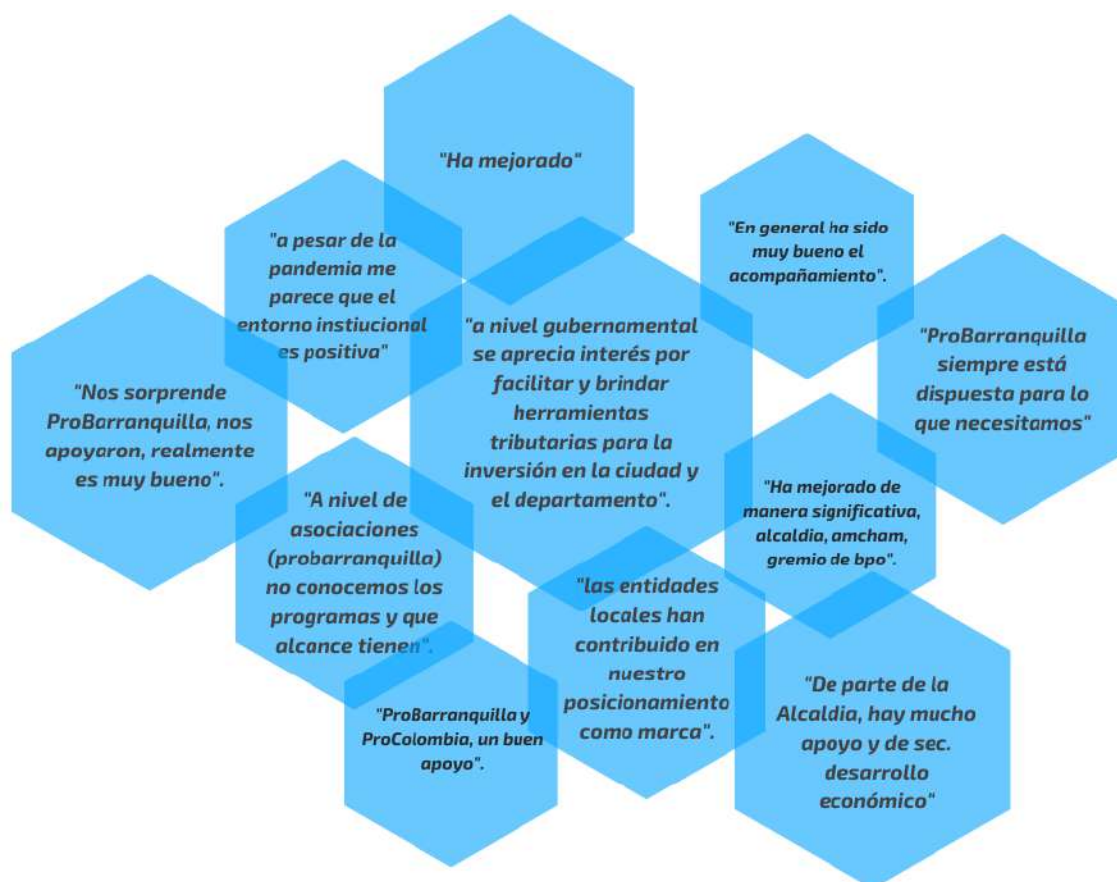 "Ha mejorado"
"a pesar de la
pandemia me
parece que el
entorno instiucional
es positiva"
"En general ha sido
muy bueno el
acompañamiento".
"Nos sorprende
ProBarranquilla, nos
apoyaron, realmente
es muy bueno".
"a nivel gubernamental
se aprecia interés por
facilitar y brindar
herramientas
tributarias para la
inversión en la ciudad y
el departamento".
"ProBarranquilla
siempre está
dispuesta para lo
que necesitamos"
"A nivel de
asociaciones
(probarranquilla)
no conocemos los
programas y que
alcance tienen".
"Ha mejorado de
manera significativa,
alcaldia, amcham,
gremio de bpo".
"las entidades
locales han
contribuido en
nuestro
posicionamiento
como marca".
"ProBarranquilla y
ProColombia, un buen
apoyo".
"De parte de la
Alcaldia, hay mucho
apoyo y de sec.
desarrollo
económico"